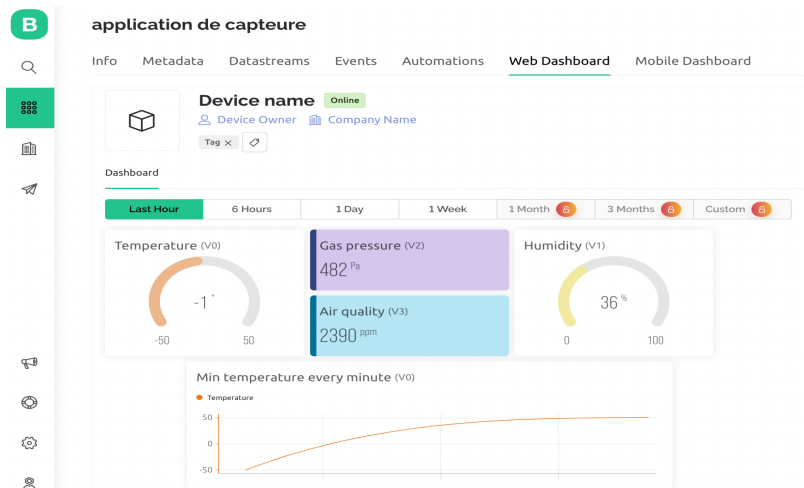 B
application de capteure
Info Metadata Datastreams Events Automations Web Dashboard Mobile Dashboard
Device name Online
Device Owner Company Name
Tag ×
Dashboard
Last Hour 6 Hours 1 Day 1 Week 1 Month 3 Months Custom
Temperature (V0)
-1 °
-50 50
Gas pressure (V2)
482 Pa
Air quality (V3)
2390 ppm
Humidity (V1)
36 %
0 100
Min temperature every minute (V0)
Temperature
50
0
-50